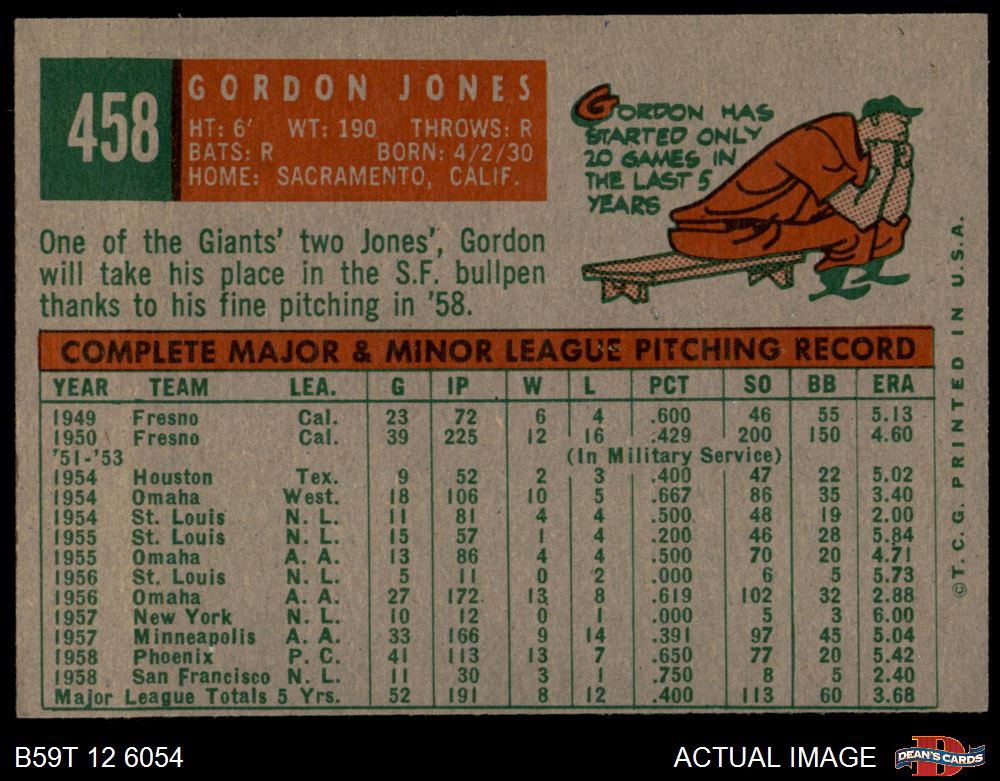 458
GORDON JONES
HT: 6' WT: 190 THROWS: R
BATS: R BORN: 4/2/30
HOME: SACRAMENTO, CALIF.
GORDON HAS
STARTED ONLY
20 GAMES IN
THE LAST 5
YEARS
One of the Giants' two Jones', Gordon
will take his place in the S.F. bullpen
thanks to his fine pitching in '58.
COMPLETE MAJOR & MINOR LEAGUE PITCHING RECORD
YEAR TEAM LEA. G IP W L PCT SO BB ERA
1949 Fresno Cal. 23 72 6 4 .600 46 55 5.13
1950 Fresno Cal. 39 225 12 16 .429 200 150 4.60
'51-'53 (In Military Service)
1954 Houston Tex. 9 52 2 3 .400 47 22 5.02
1954 Omaha West. 18 106 10 5 .667 86 35 3.40
1954 St. Louis N. L. 11 81 4 4 .500 48 19 2.00
1955 St. Louis N. L. 15 57 1 4 .200 46 28 5.84
1955 Omaha A. A. 13 86 4 4 .500 70 20 4.71
1956 St. Louis N. L. 5 11 0 2 .000 6 5 5.73
1956 Omaha A. A. 27 172 13 8 .619 102 32 2.88
1957 New York N. L. 10 12 0 1 .000 5 3 6.00
1957 Minneapolis A. A. 33 166 9 14 .391 97 45 5.04
1958 Phoenix P. C. 41 113 13 7 .650 77 20 5.42
1958 San Francisco N. L. 11 30 3 1 .750 8 5 2.40
Major League Totals 5 Yrs. 52 191 8 12 .400 113 60 3.68
©T. C. G. PRINTED IN U.S.A.
B59T 12 6054
ACTUAL IMAGE
D
DEAN'S CARDS